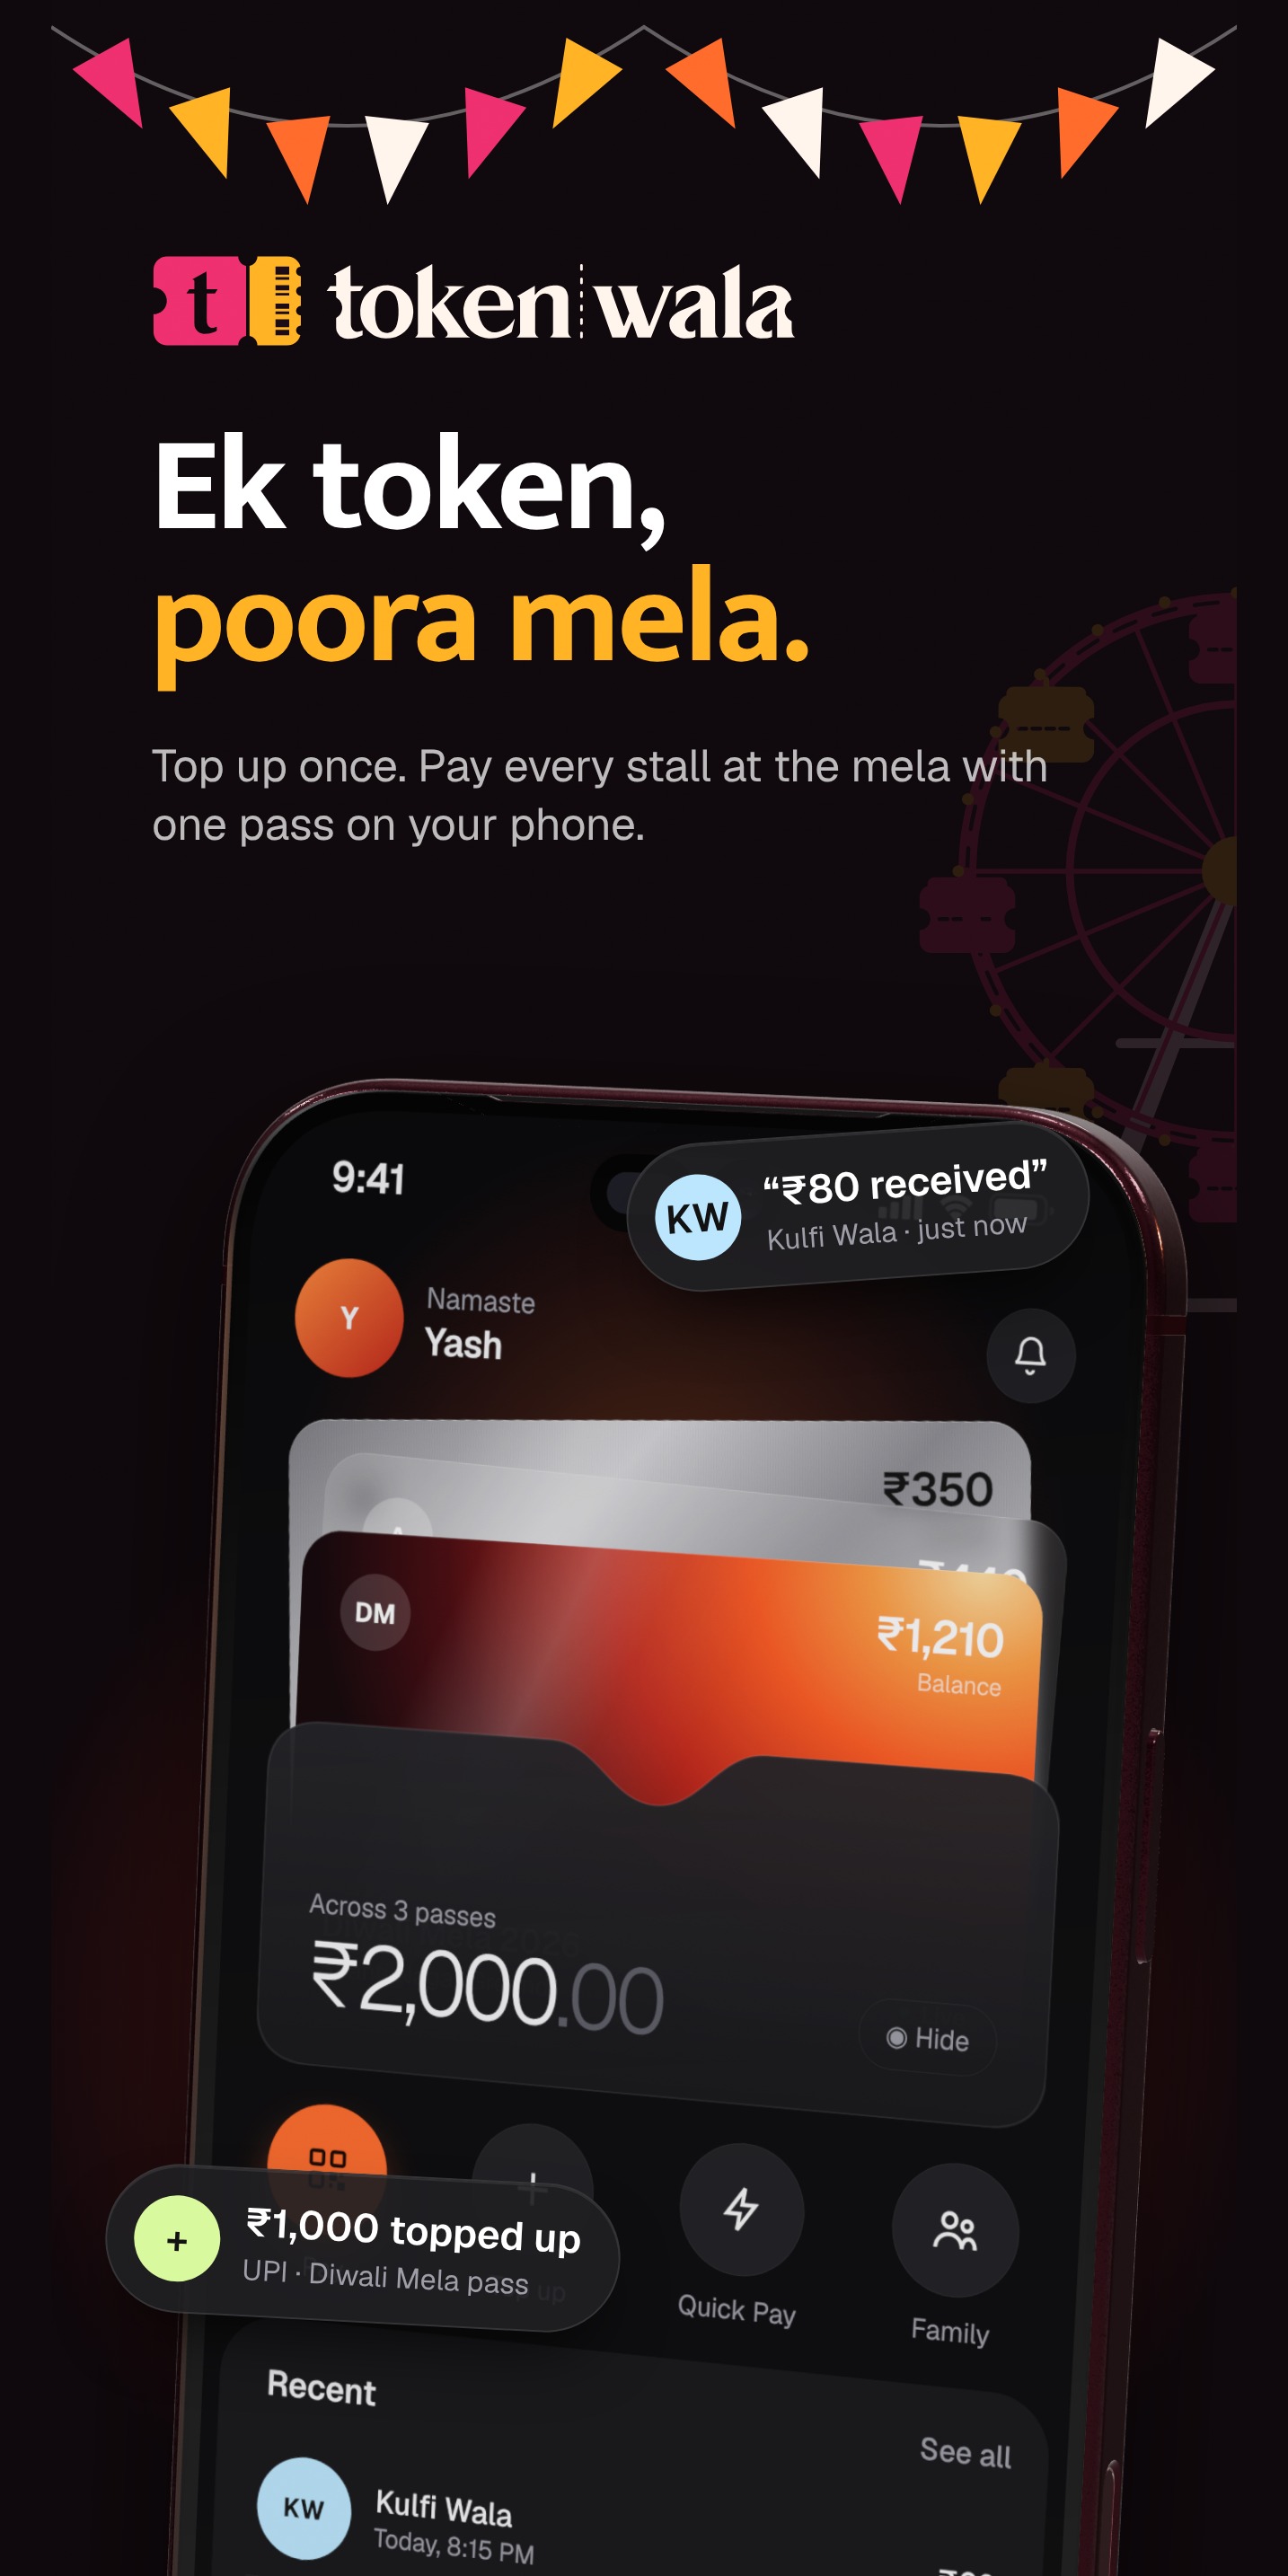 t
token wala
Ek token,
poora mela.
Top up once. Pay every stall at the mela with
one pass on your phone.
9:41
KW
“₹80 received”
Kulfi Wala · just now
Y
Namaste
Yash
₹350
DM
₹1,210
Balance
Across 3 passes
₹2,000.00
Hide
+
₹1,000 topped up
UPI · Diwali Mela pass
Quick Pay
Family
Recent
See all
KW
Kulfi Wala
Today, 8:15 PM